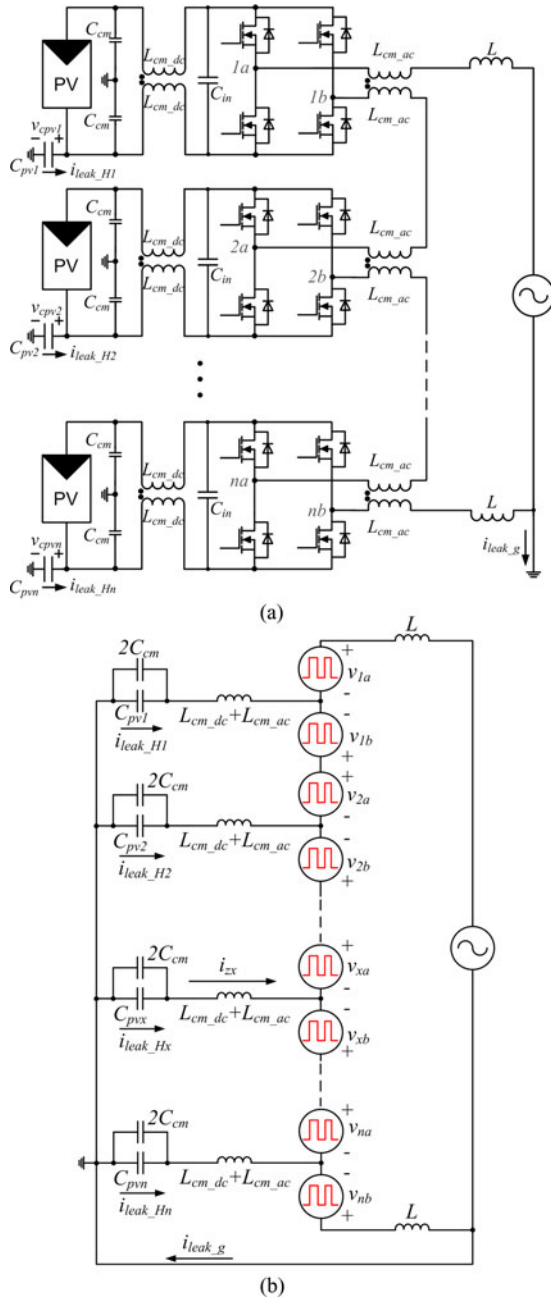 C_cm
L_cm_dc
PV
C_in
1a
L_cm_ac
L
1b
C_cm
L_cm_dc
L_cm_ac
v_cpv1
- +
C_pv1
i_leak_H1
C_cm
L_cm_dc
PV
C_in
2a
L_cm_ac
2b
C_cm
L_cm_dc
L_cm_ac
v_cpv2
- +
C_pv2
i_leak_H2
C_cm
L_cm_dc
PV
C_in
na
L_cm_ac
nb
L
C_cm
L_cm_dc
L_cm_ac
v_cpvn
- +
i_leak_g
C_pvn
i_leak_Hn
(a)
L
2C_cm
+
v_1a
-
C_pv1
L_cm_dc+L_cm_ac
-
i_leak_H1
v_1b
+
2C_cm
+
v_2a
-
C_pv2
L_cm_dc+L_cm_ac
-
i_leak_H2
v_2b
+
2C_cm
i_zx
+
v_xa
-
C_pvx
L_cm_dc+L_cm_ac
-
i_leak_Hx
v_xb
+
2C_cm
+
v_na
-
C_pvn
L_cm_dc+L_cm_ac
-
i_leak_Hn
v_nb
+
L
i_leak_g
(b)